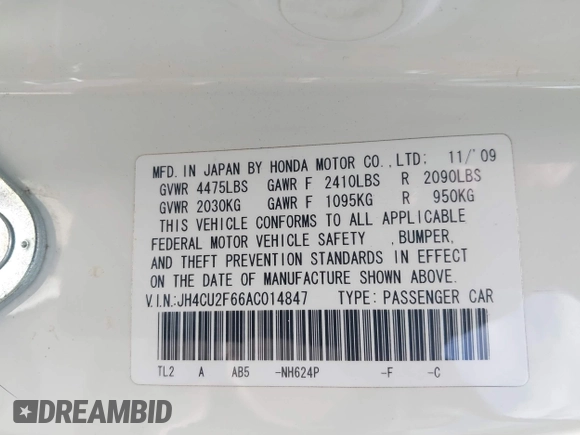 MFD. IN JAPAN BY HONDA MOTOR CO.,LTD: 11/'09
GVWR 4475LBS GAWR F 2410LBS R 2090LBS
GVWR 2030KG GAWR F 1095KG R 950KG
THIS VEHICLE CONFORMS TO ALL APPLICABLE
FEDERAL MOTOR VEHICLE SAFETY , BUMPER,
AND THEFT PREVENTION STANDARDS IN EFFECT
ON THE DATE OF MANUFACTURE SHOWN ABOVE.
V.I.N.:JH4CU2F66AC014847 TYPE: PASSENGER CAR
TL2 A AB5 -NH624P -F -C
DREAMBID